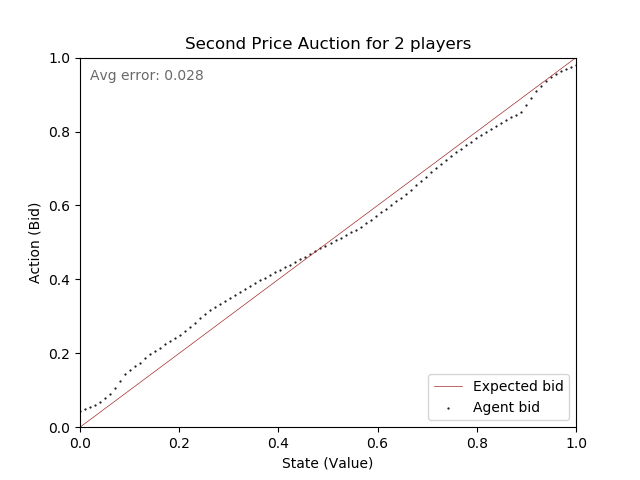 Second Price Auction for 2 players
Avg error: 0.028
1.0
0.8
0.6
0.4
0.2
0.0
Action (Bid)
0.0 0.2 0.4 0.6 0.8 1.0
State (Value)
Expected bid
Agent bid